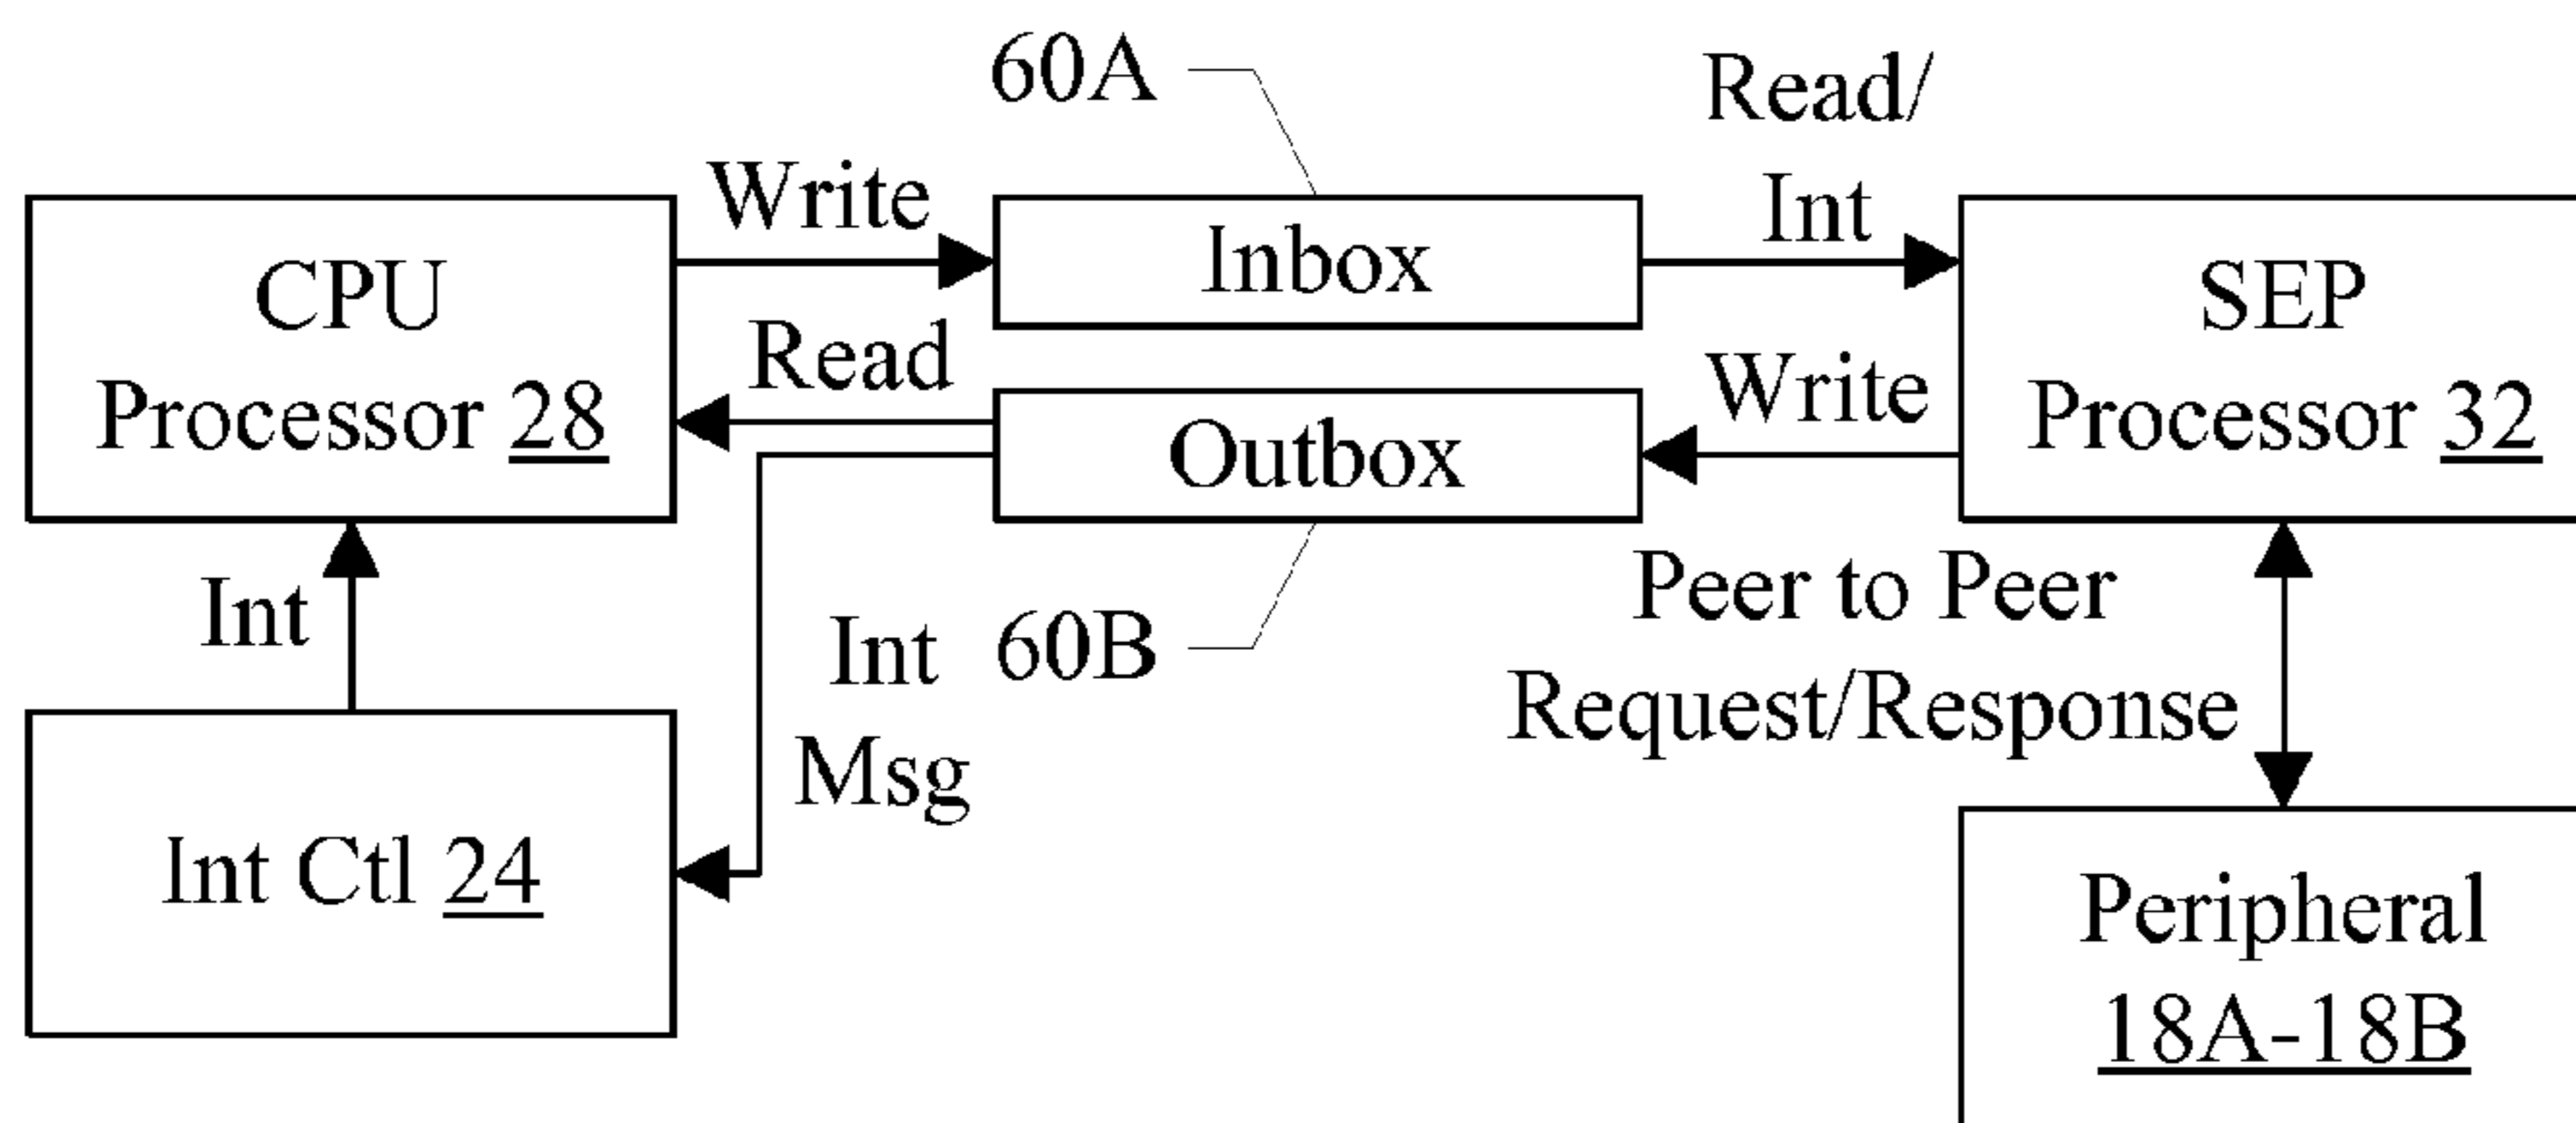 60A
Read/
Int
Write
CPU
Processor 28
Inbox
SEP
Processor 32
Read
Outbox
Write
Int
Int
Msg
60B
Peer to Peer
Request/Response
Int Ctl 24
Peripheral
18A-18B